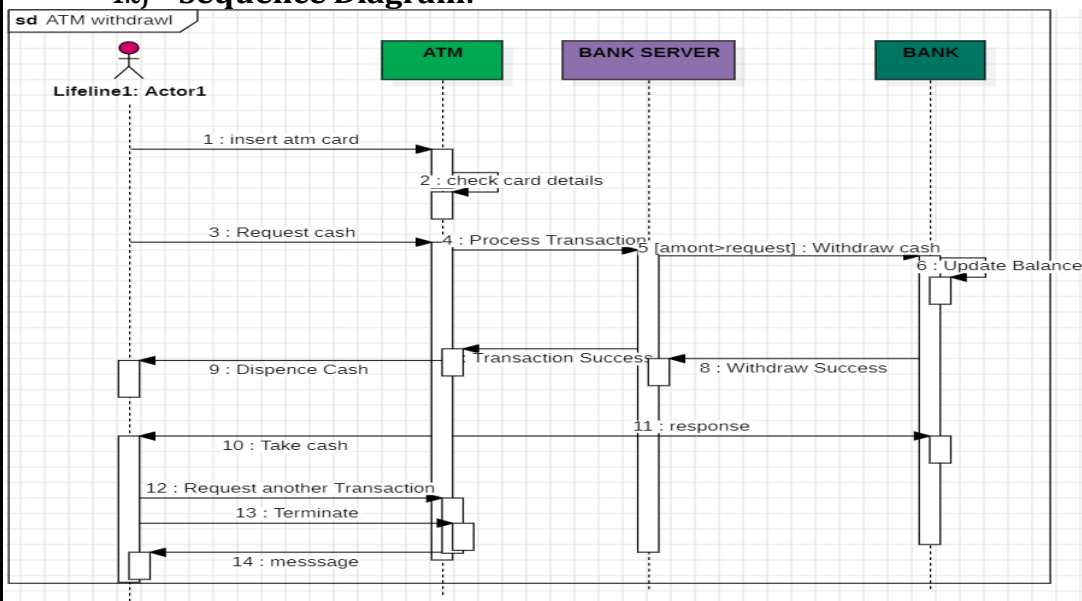 Sequence Diagram:
sd ATM withdrawl
ATM
BANK SERVER
BANK
Lifeline1: Actor1
1 : insert atm card
2 : check card details
3 : Request cash
4 : Process Transaction
5 [amont>request] : Withdraw cash
6 : Update Balance
: Transaction Success
8 : Withdraw Success
9 : Dispence Cash
11 : response
10 : Take cash
12 : Request another Transaction
13 : Terminate
14 : messsage